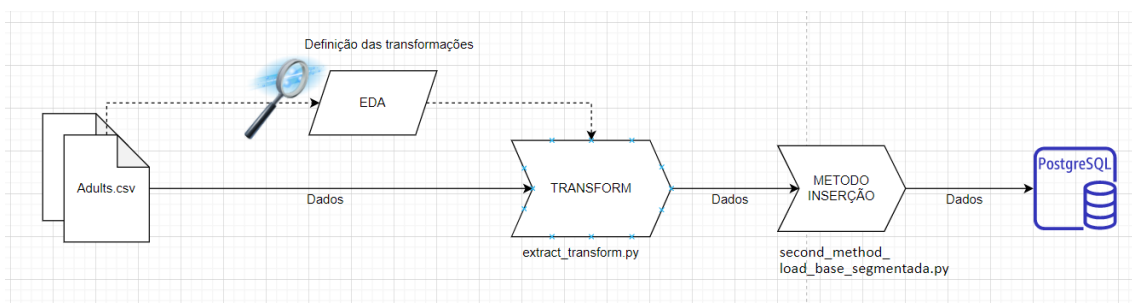 Definição das transformações
EDA
Adults.csv
Dados
TRANSFORM
extract_transform.py
Dados
METODO
INSERÇÃO
second_method_
load_base_segmentada.py
Dados
PostgreSQL